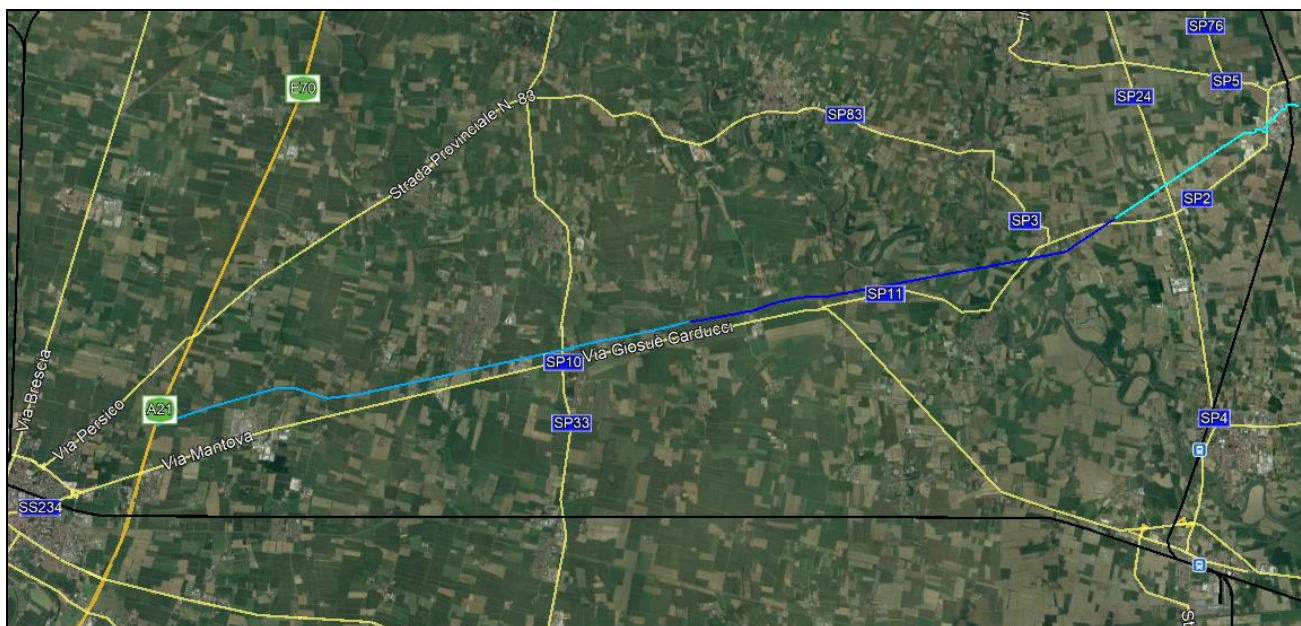 SP76
E70
SP5
SP24
Strada Provinciale N. 83
SP83
SP2
SP3
SP11
Via Giosuè Carducci
SP10
Via Brescia
A21
Via Persico
SP33
SP4
Via Mantova
SS234
St